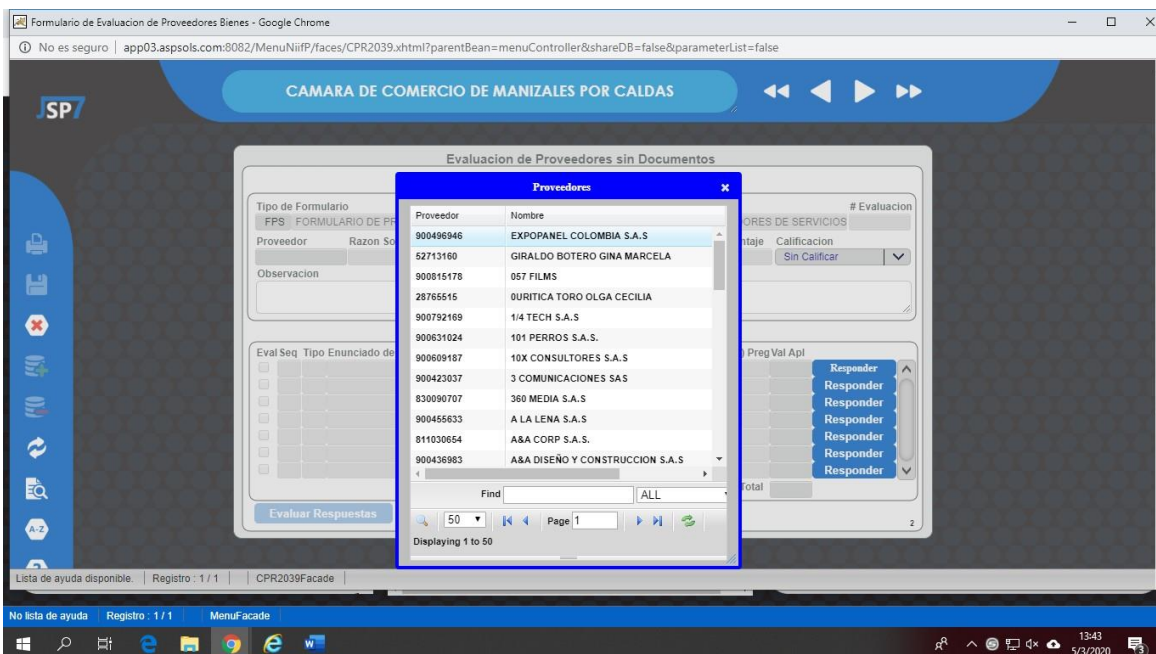 Formulario de Evaluacion de Proveedores Bienes - Google Chrome
No es seguro | app03.aspsols.com:8082/MenuNiifP/faces/CPR2039.xhtml?parentBean=menuController&shareDB=false&parameterList=false
JSP7
CAMARA DE COMERCIO DE MANIZALES POR CALDAS
Evaluacion de Proveedores sin Documentos
Proveedores
Tipo de Formulario
# Evaluacion
FPS FORMULARIO DE PR
ORES DE SERVICIOS
Proveedor Razon So
ntaje Calificacion
Sin Calificar
Observacion
Proveedor Nombre
900496946 EXPOPANEL COLOMBIA S.A.S
52713160 GIRALDO BOTERO GINA MARCELA
900815178 057 FILMS
28765515 0URITICA TORO OLGA CECILIA
900792169 1/4 TECH S.A.S
900631024 101 PERROS S.A.S.
900609187 10X CONSULTORES S.A.S
900423037 3 COMUNICACIONES SAS
830090707 360 MEDIA S.A.S
900455633 A LA LENA S.A.S
811030654 A&A CORP S.A.S.
900436983 A&A DISEÑO Y CONSTRUCCION S.A.S
Find ALL
50 Page 1
Displaying 1 to 50
Eval Seq Tipo Enunciado de
) Preg Val Apl
Responder
Responder
Responder
Responder
Responder
Responder
Responder
Total
Evaluar Respuestas
2
A-Z
Lista de ayuda disponible. Registro : 1 / 1 CPR2039Facade
No lista de ayuda Registro : 1 / 1 MenuFacade
13:43
5/3/2020
3